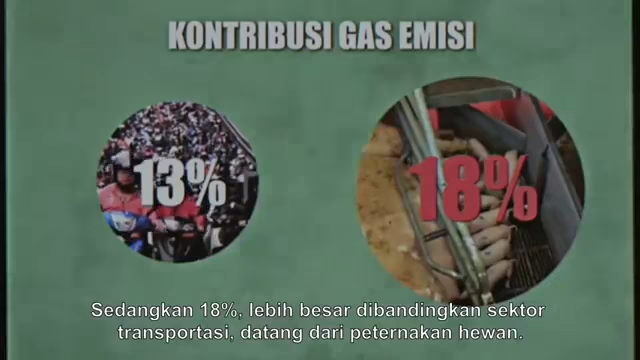 KONTRIBUSI GAS EMISI
13%
18%
Sedangkan 18%, lebih besar dibandingkan sektor
transportasi, datang dari peternakan hewan.